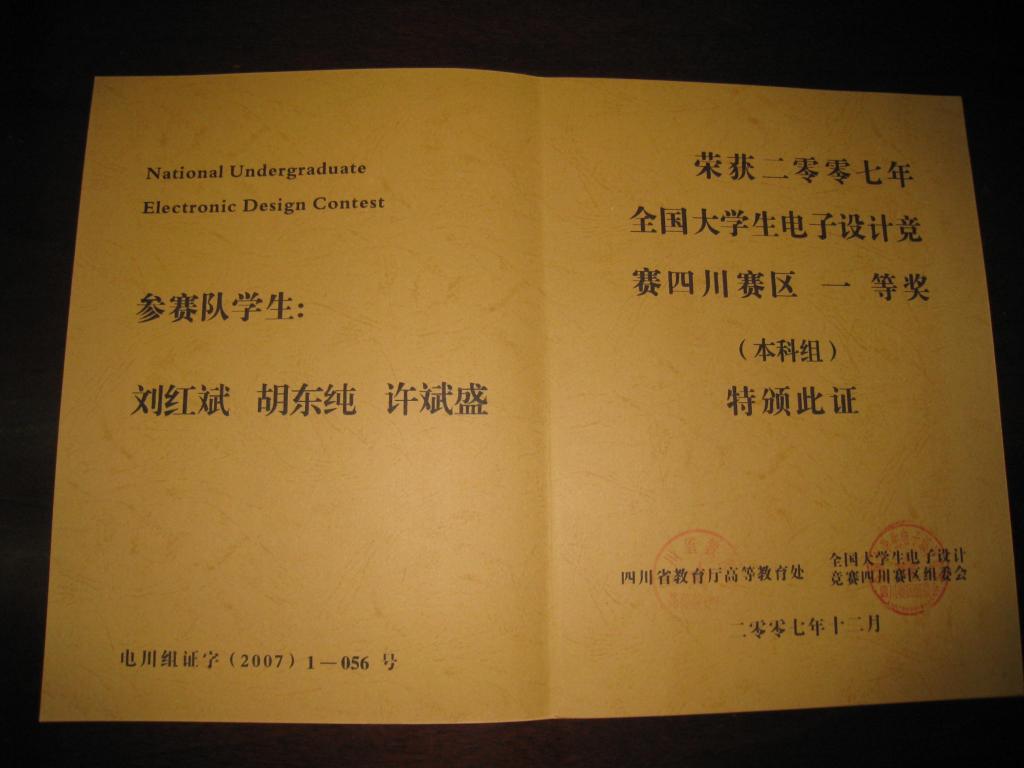 National Undergraduate
Electronic Design Contest
参赛队学生:
刘红斌 胡东纯 许斌盛
电川组证字(2007)1—056 号
荣获二零零七年
全国大学生电子设计竞
赛四川赛区 一 等奖
(本科组)
特颁此证
四川省教育厅高等教育处
全国大学生电子设计
竞赛四川赛区组委会
二零零七年十二月